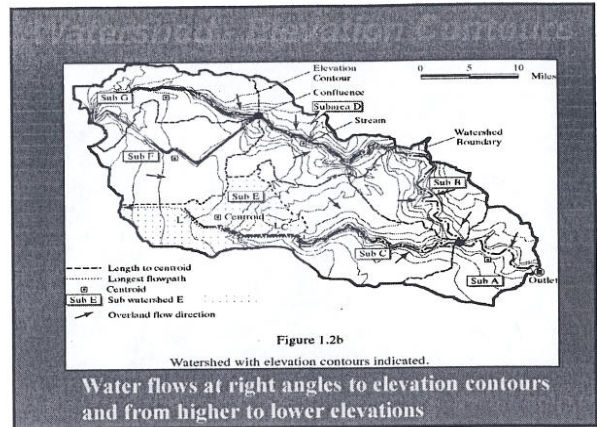 Watershed - Elevation Contours
0 5 10
Miles
Elevation
Contour
Confluence
Subarea D
Stream
Watershed
Boundary
Sub G
Sub F
Sub B
Sub E
L
Centroid
LC
Sub C
Sub A
Outlet
Length to centroid
Longest flowpath
Centroid
Sub E Sub watershed E
Overland flow direction
Figure 1.2b
Watershed with elevation contours indicated.
Water flows at right angles to elevation contours
and from higher to lower elevations